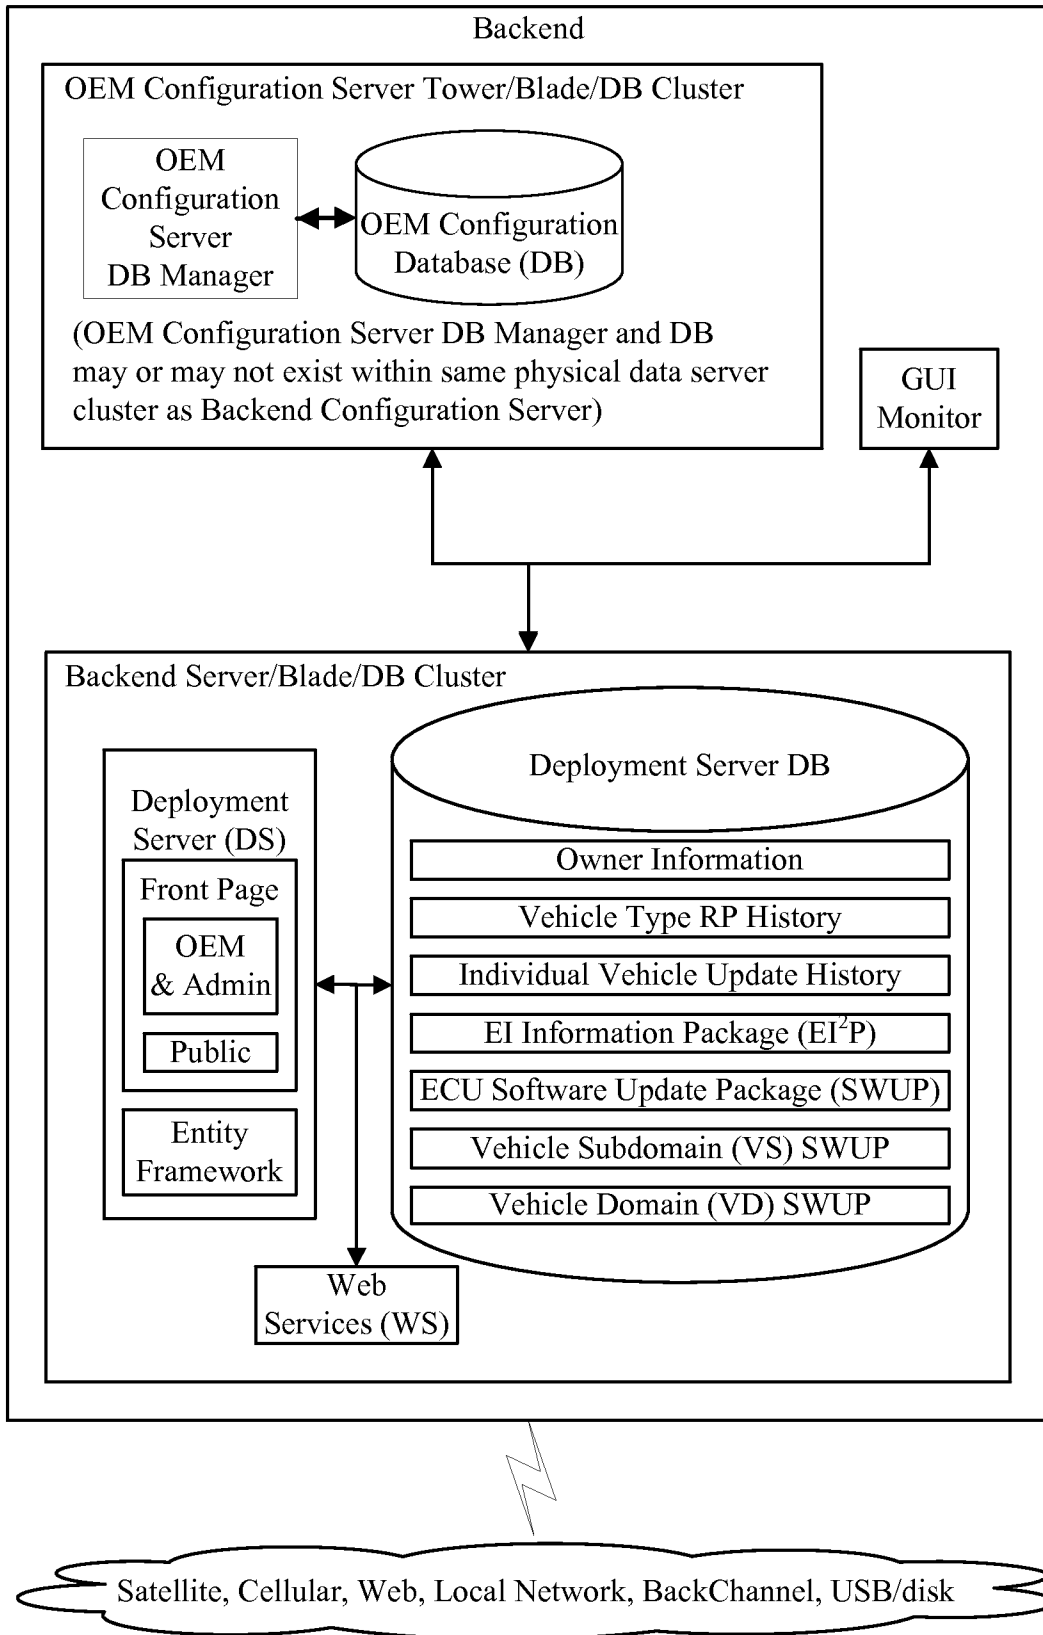 Backend
OEM Configuration Server Tower/Blade/DB Cluster
OEM
Configuration
Server
DB Manager
OEM Configuration
Database (DB)
(OEM Configuration Server DB Manager and DB
may or may not exist within same physical data server
cluster as Backend Configuration Server)
GUI
Monitor
Backend Server/Blade/DB Cluster
Deployment
Server (DS)
Front Page
OEM
& Admin
Public
Entity
Framework
Deployment Server DB
Owner Information
Vehicle Type RP History
Individual Vehicle Update History
EI Information Package (EI²P)
ECU Software Update Package (SWUP)
Vehicle Subdomain (VS) SWUP
Vehicle Domain (VD) SWUP
Web
Services (WS)
Satellite, Cellular, Web, Local Network, BackChannel, USB/disk